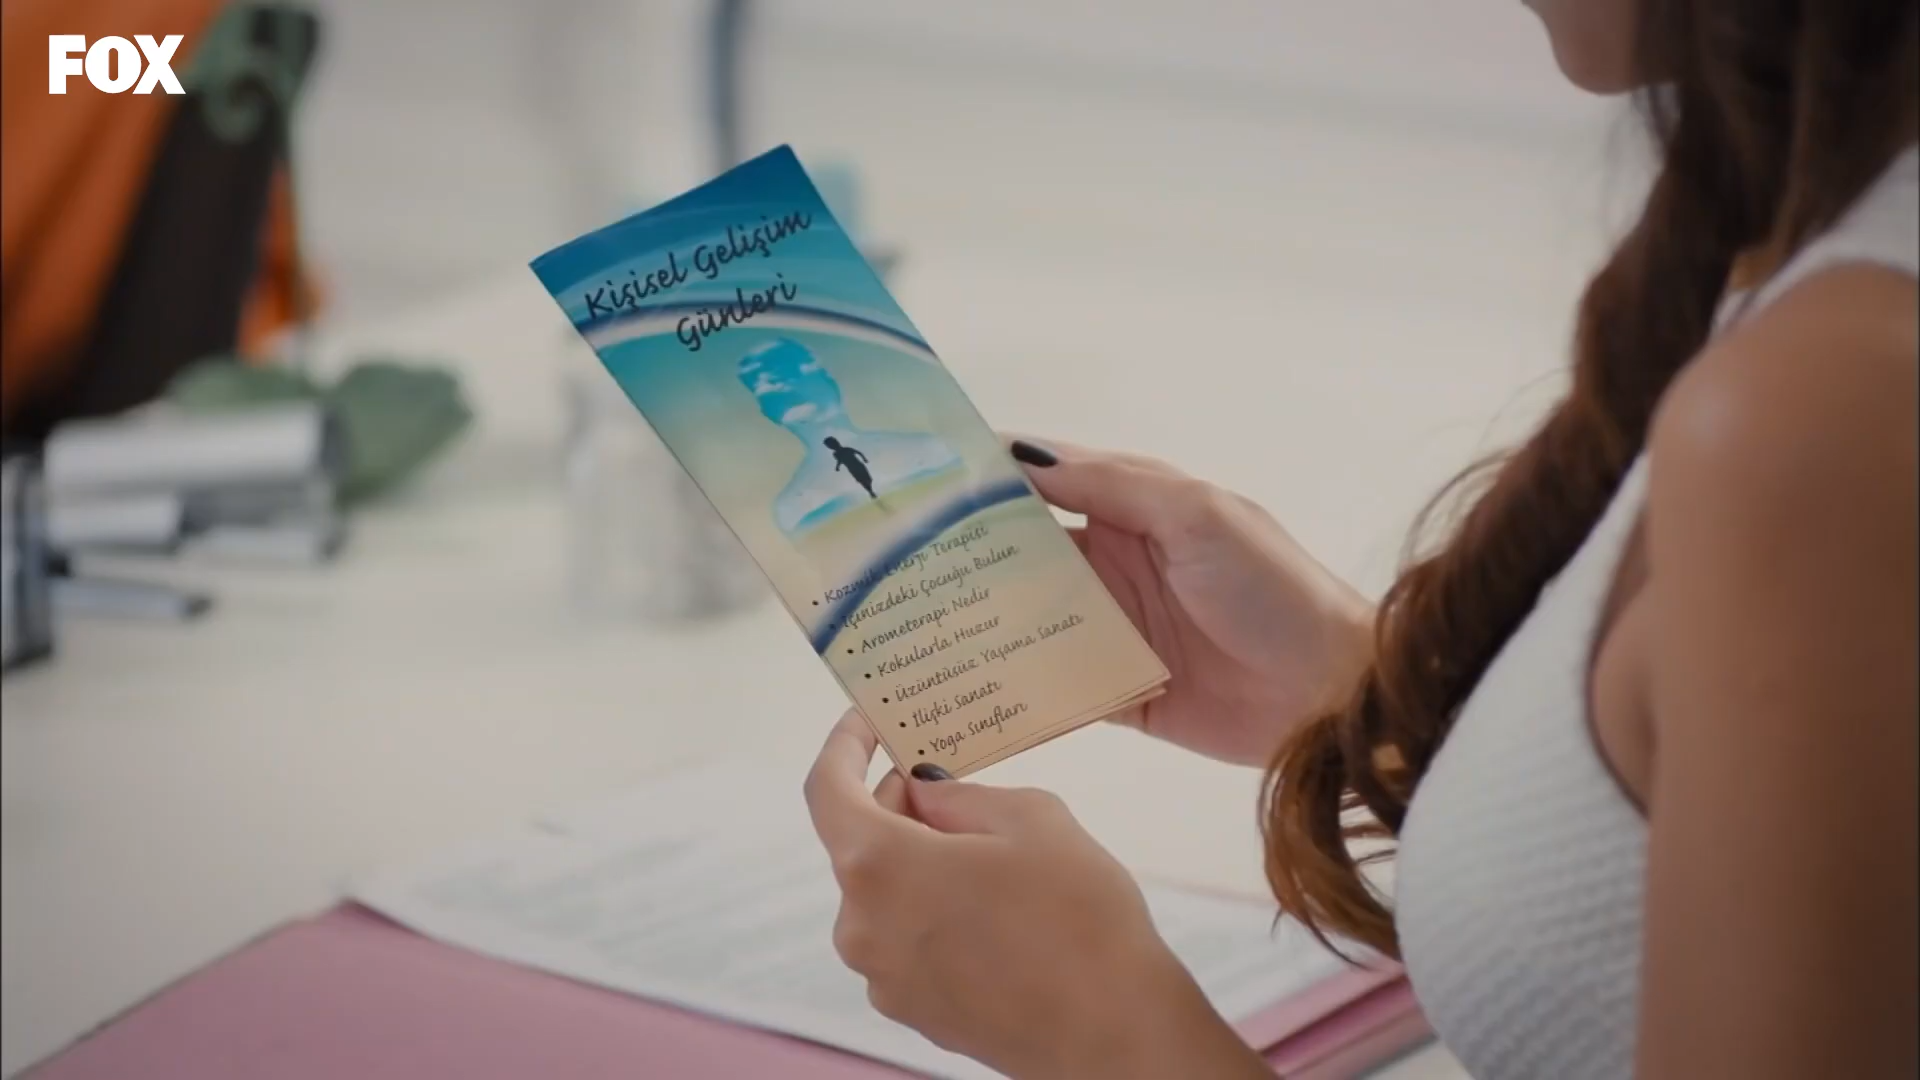 FOX
Kişisel Gelişim
Günleri
• Kozmik Enerji Terapisi
• İçinizdeki Çocuğu Bulun
• Arometerapi Nedir
• Kokularla Huzur
• Üzüntüsüz Yaşama Sanatı
• İlişki Sanatı
• Yoga Sınıfları